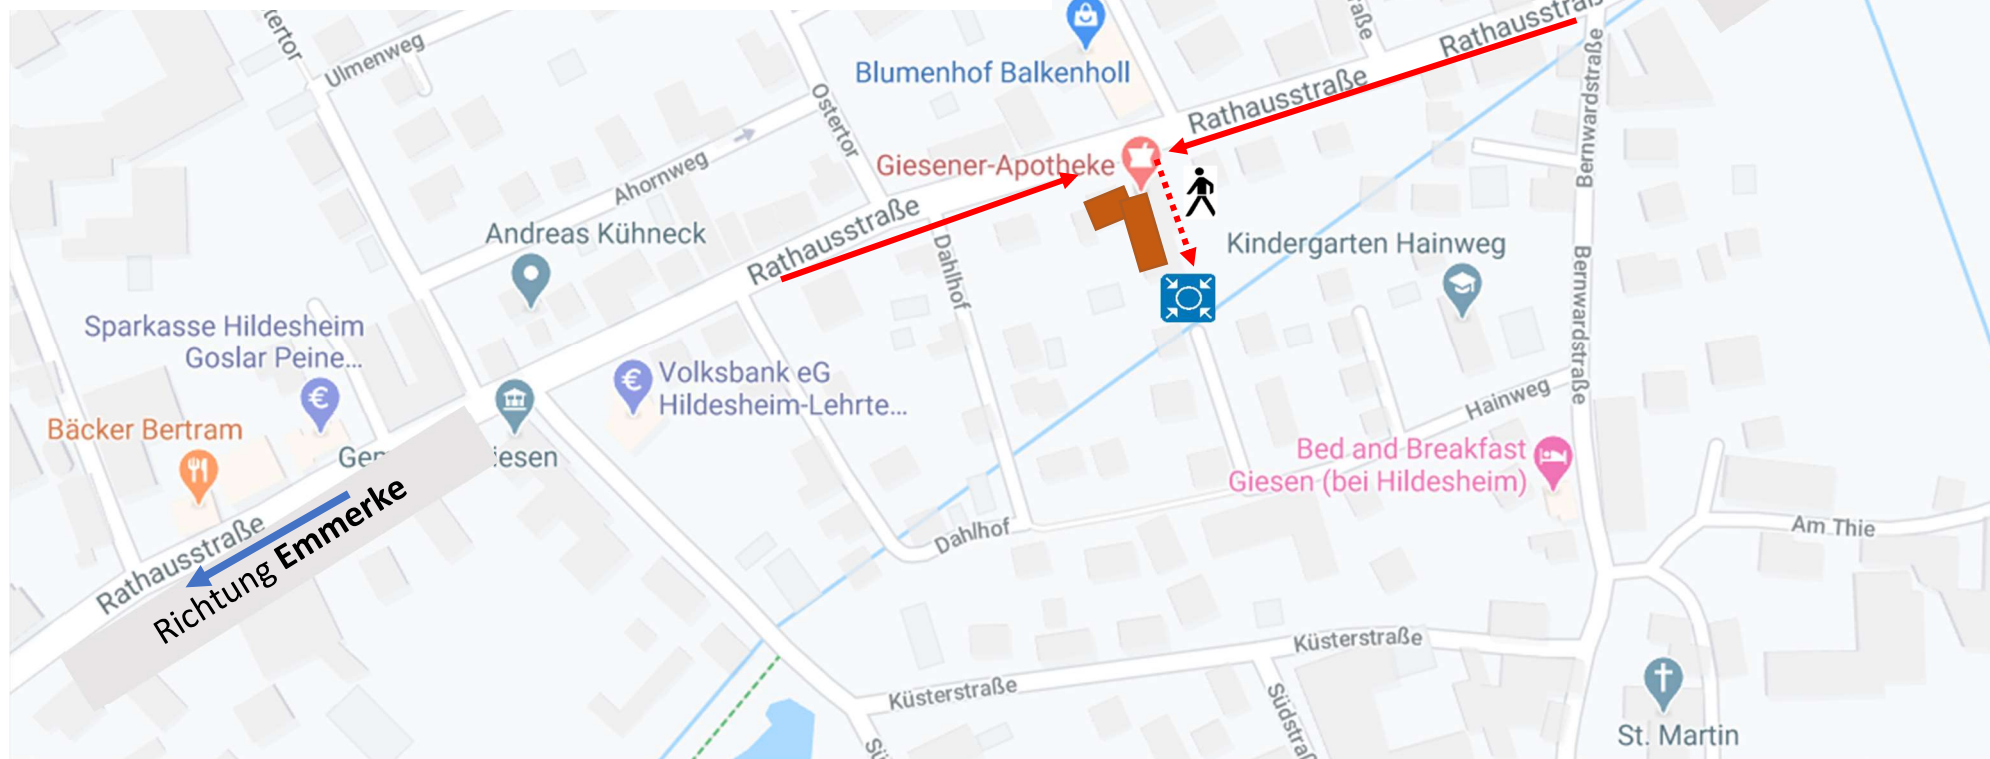 Ulmenweg
Blumenhof Balkenholl
Rathausstraße
Ostertor
Rathausstraße
Bernwardstraße
Giesener-Apotheke
Ahornweg
Andreas Kühneck
Rathausstraße
Dahlhof
Kindergarten Hainweg
Bernwardstraße
Sparkasse Hildesheim
Goslar Peine...
Volksbank eG
Hildesheim-Lehrte...
Hainweg
Bäcker Bertram
Bed and Breakfast
Giesen (bei Hildesheim)
Rathausstraße
Richtung Emmerke
Dahlhof
Am Thie
Küsterstraße
Küsterstraße
St. Martin